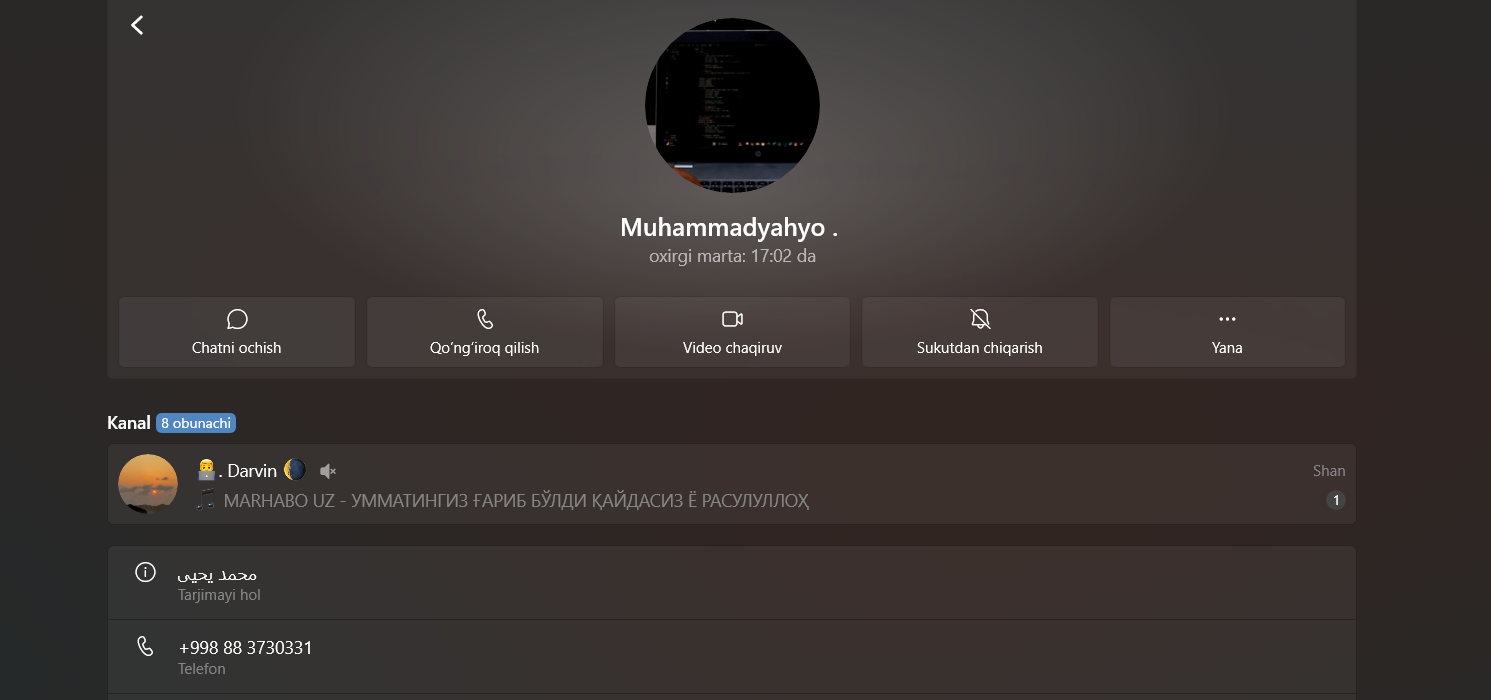 Muhammadyahyo .
oxirgi marta: 17:02 da
Chatni ochish
Qo‘ng‘iroq qilish
Video chaqiruv
Sukutdan chiqarish
Yana
Kanal 8 obunachi
👨‍💻. Darvin 🌘
Shan
🎵 MARHABO UZ - УММАТИНГИЗ ҒАРИБ БЎЛДИ ҚАЙДАСИЗ Ё РАСУЛУЛЛОҲ
1
محمد يحيى
Tarjimayi hol
+998 88 3730331
Telefon